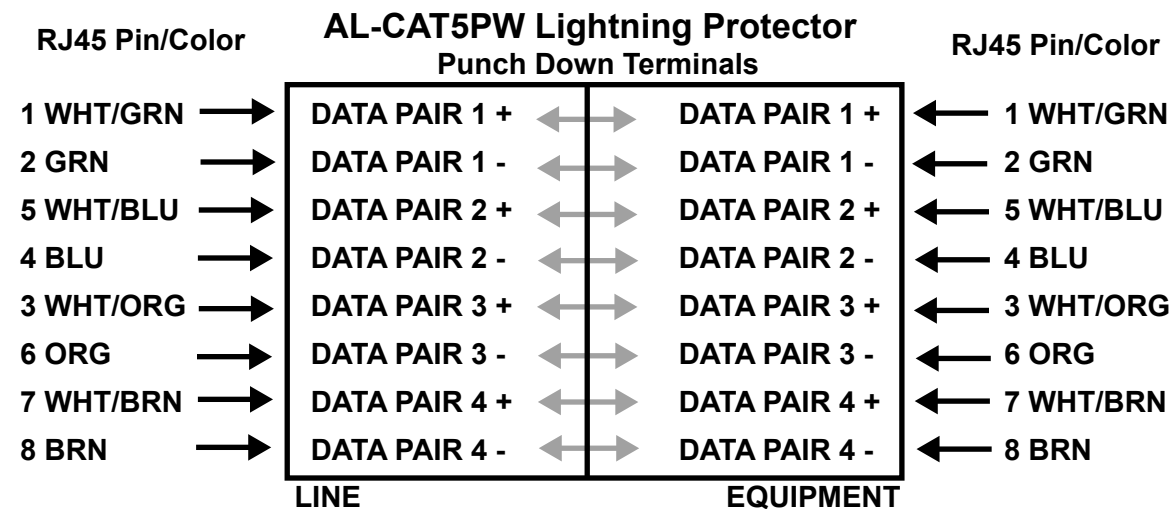 RJ45 Pin/Color AL-CAT5PW Lightning Protector RJ45 Pin/Color
Punch Down Terminals
1 WHT/GRN DATA PAIR 1 + DATA PAIR 1 + 1 WHT/GRN
2 GRN DATA PAIR 1 - DATA PAIR 1 - 2 GRN
5 WHT/BLU DATA PAIR 2 + DATA PAIR 2 + 5 WHT/BLU
4 BLU DATA PAIR 2 - DATA PAIR 2 - 4 BLU
3 WHT/ORG DATA PAIR 3 + DATA PAIR 3 + 3 WHT/ORG
6 ORG DATA PAIR 3 - DATA PAIR 3 - 6 ORG
7 WHT/BRN DATA PAIR 4 + DATA PAIR 4 + 7 WHT/BRN
8 BRN DATA PAIR 4 - DATA PAIR 4 - 8 BRN
LINE EQUIPMENT